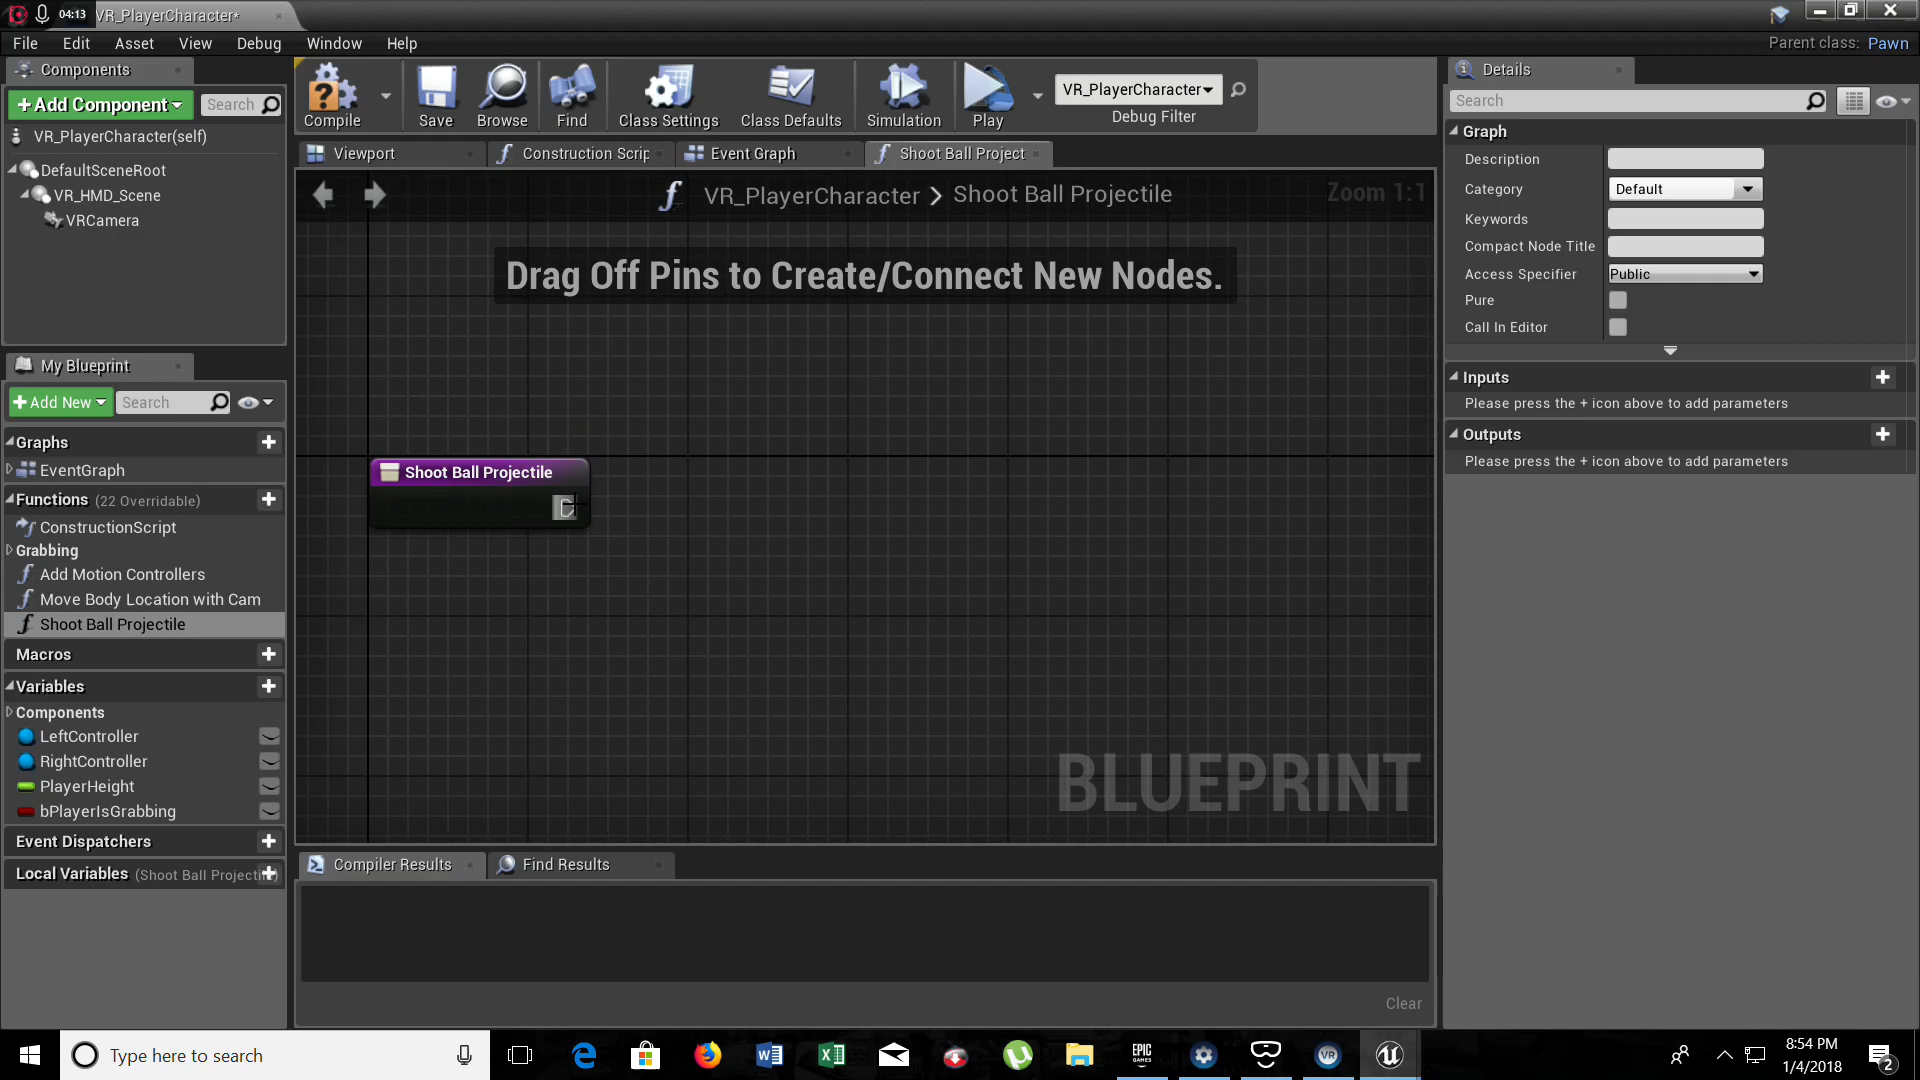 04:13
VR_PlayerCharacter*
File Edit Asset View Debug Window Help
Parent class: Pawn
Components
+Add Component
Search
VR_PlayerCharacter(self)
DefaultSceneRoot
VR_HMD_Scene
VRCamera
My Blueprint
+Add New
Search
Graphs
EventGraph
Functions (22 Overridable)
ConstructionScript
Grabbing
Add Motion Controllers
Move Body Location with Cam
Shoot Ball Projectile
Macros
Variables
Components
LeftController
RightController
PlayerHeight
bPlayerIsGrabbing
Event Dispatchers
Local Variables (Shoot Ball Projectil
Compile
Save
Browse
Find
Class Settings
Class Defaults
Simulation
Play
VR_PlayerCharacter
Debug Filter
Viewport
Construction Scrip
Event Graph
Shoot Ball Project
VR_PlayerCharacter > Shoot Ball Projectile
Zoom 1:1
Drag Off Pins to Create/Connect New Nodes.
Shoot Ball Projectile
BLUEPRINT
Compiler Results
Find Results
Clear
Details
Search
Graph
Description
Category Default
Keywords
Compact Node Title
Access Specifier Public
Pure
Call In Editor
Inputs
Please press the + icon above to add parameters
Outputs
Please press the + icon above to add parameters
Type here to search
EPIC
GAMES
VR
8:54 PM
1/4/2018
2